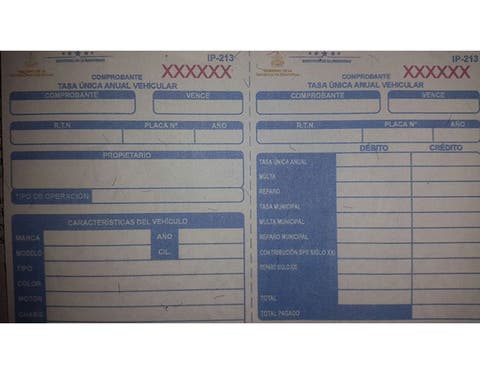 IP-213
COMPROBANTE
XXXXXX
TASA ÚNICA ANUAL VEHICULAR
COMPROBANTE
VENCE
R.T.N.
PLACA Nº
AÑO
PROPIETARIO
TIPO DE OPERACIÓN
CARACTERÍSTICAS DEL VEHÍCULO
MARCA
AÑO
MODELO
CIL.
TIPO
COLOR
MOTOR
CHASIS
IP-213
COMPROBANTE
XXXXXX
TASA ÚNICA ANUAL VEHICULAR
COMPROBANTE
VENCE
R.T.N.
PLACA Nº
AÑO
DÉBITO
CRÉDITO
TASA ÚNICA ANUAL
MULTA
REPARO
TASA MUNICIPAL
MULTA MUNICIPAL
REPARO MUNICIPAL
CONTRIBUCIÓN EPS SIGLO XXI
REPARO SIGLO XXI
TOTAL
TOTAL PAGADO